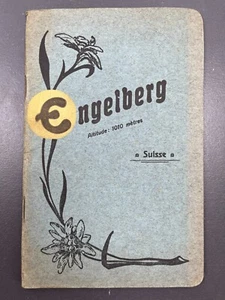 Engelberg
Altitude: 1010 mètres
" Suisse "